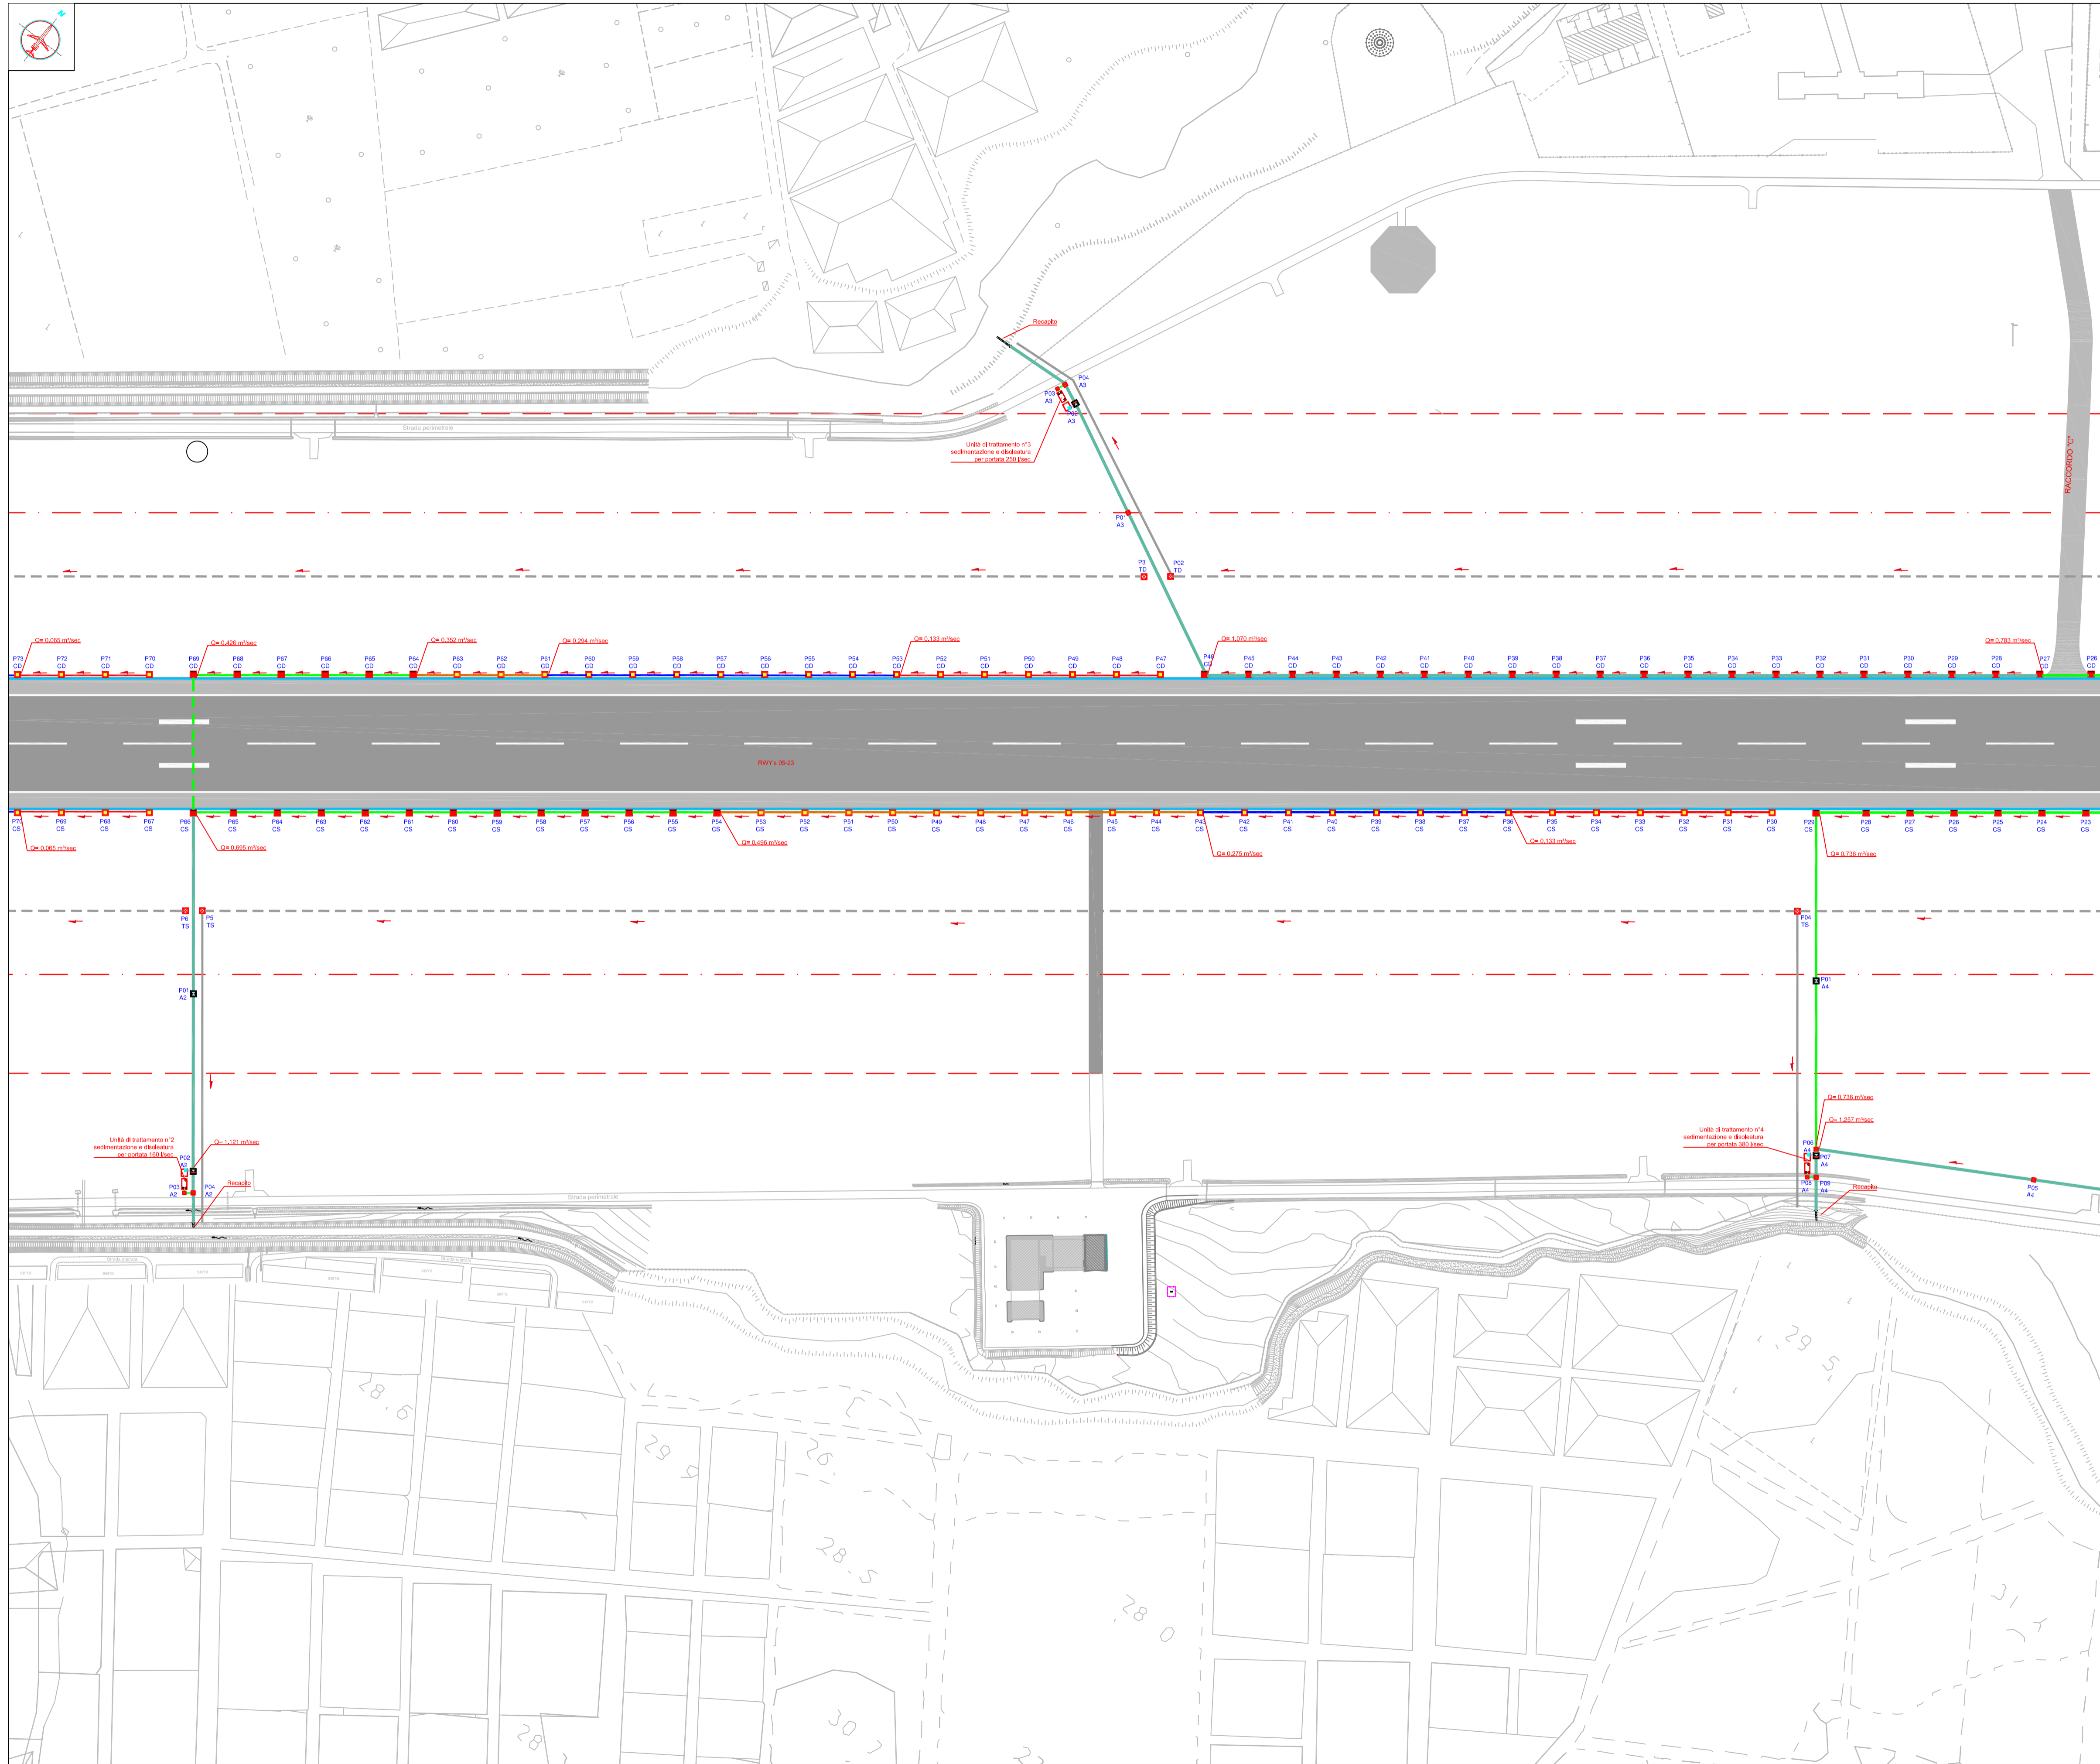 N
Recapito
P04
A3
P03
A3
P02
A3
Strada perimetrale
Unità di trattamento n°3
sedimentazione e disoleatura
per portata 250 l/sec
RACCORDO "C"
P01
A3
P3
TD
P02
TD
Q= 0,065 m³/sec
Q= 0,426 m³/sec
Q= 0,352 m³/sec
Q= 0,294 m³/sec
Q= 0,133 m³/sec
Q= 1,070 m³/sec
Q= 0,783 m³/sec
P73 P72 P71 P70 P69 P68 P67 P66 P65 P64 P63 P62 P61 P60 P59 P58 P57 P56 P55 P54 P53 P52 P51 P50 P49 P48 P47 P46 P45 P44 P43 P42 P41 P40 P39 P38 P37 P36 P35 P34 P33 P32 P31 P30 P29 P28 P27 P26
CD CD CD CD CD CD CD CD CD CD CD CD CD CD CD CD CD CD CD CD CD CD CD CD CD CD CD CD CD CD CD CD CD CD CD CD CD CD CD CD CD CD CD CD CD CD CD CD
RWY's 05-23
P70 P69 P68 P67 P66 P65 P64 P63 P62 P61 P60 P59 P58 P57 P56 P55 P54 P53 P52 P51 P50 P49 P48 P47 P46 P45 P44 P43 P42 P41 P40 P39 P38 P37 P36 P35 P34 P33 P32 P31 P30 P29 P28 P27 P26 P25 P24 P23
CS CS CS CS CS CS CS CS CS CS CS CS CS CS CS CS CS CS CS CS CS CS CS CS CS CS CS CS CS CS CS CS CS CS CS CS CS CS CS CS CS CS CS CS CS CS CS CS
Q= 0,065 m³/sec
Q= 0,695 m³/sec
Q= 0,496 m³/sec
Q= 0,275 m³/sec
Q= 0,133 m³/sec
Q= 0,736 m³/sec
P6
TS
P5
TS
P04
TS
P01
A2
P01
A4
Q= 0,736 m³/sec
Q= 1,257 m³/sec
Unità di trattamento n°2
sedimentazione e disoleatura
per portata 160 l/sec
Q= 1,121 m³/sec
Unità di trattamento n°4
sedimentazione e disoleatura
per portata 380 l/sec
P02
A2
P03
A2
P04
A2
Recapito
P06
A4
P07
A4
P08
A4
P09
A4
Recapito
P05
A4
Strada perimetrale
serra
serra
serra
serra
serra
serra
serra